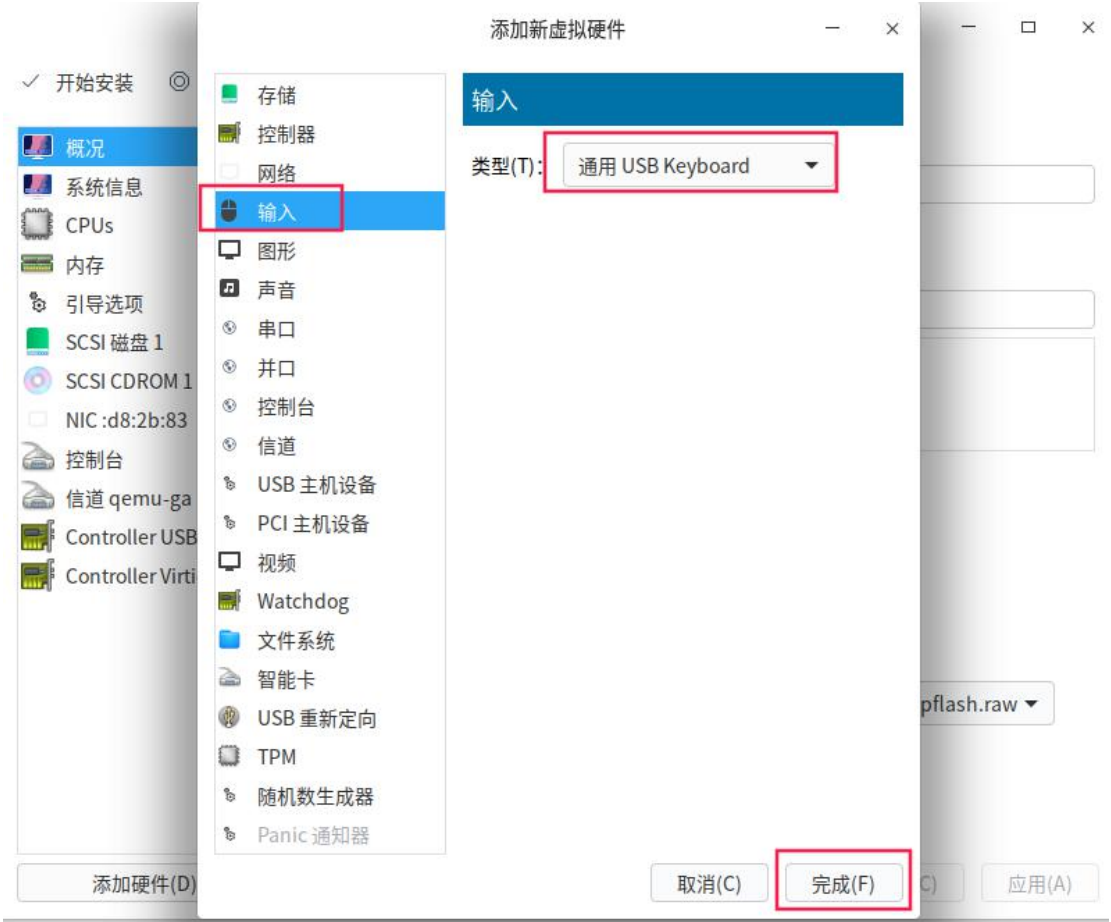 添加新虚拟硬件
开始安装
概况
系统信息
CPUs
内存
引导选项
SCSI 磁盘 1
SCSI CDROM 1
NIC :d8:2b:83
控制台
信道 qemu-ga
Controller USB
Controller Virti
添加硬件(D)
存储
控制器
网络
输入
图形
声音
串口
并口
控制台
信道
USB 主机设备
PCI 主机设备
视频
Watchdog
文件系统
智能卡
USB 重新定向
TPM
随机数生成器
Panic 通知器
输入
类型(T)：
通用 USB Keyboard
取消(C)
完成(F)
pflash.raw
C)
应用(A)